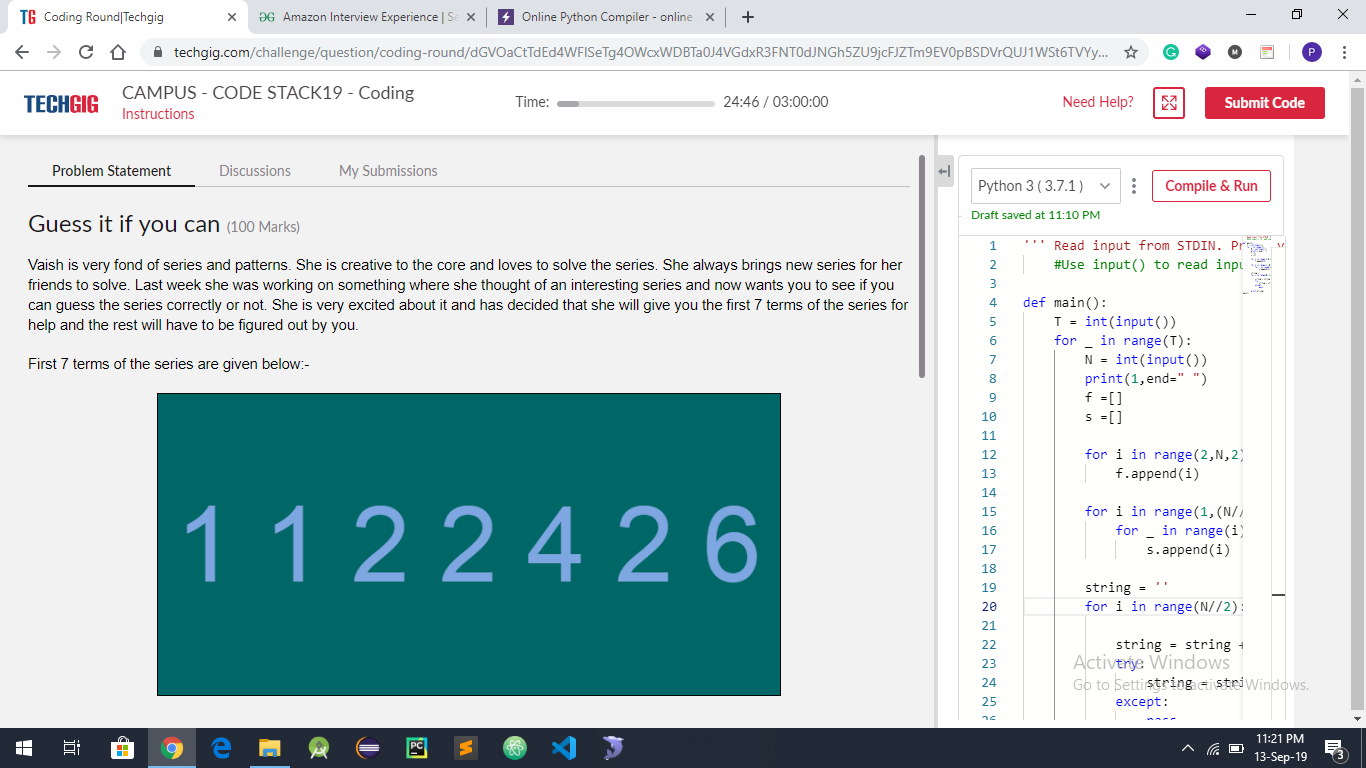 TG Coding Round|Techgig
GG Amazon Interview Experience | Se
Online Python Compiler - online
techgig.com/challenge/question/coding-round/dGVOaCtTdEd4WFlSeTg4OWcxWDBTa0J4VGdxR3FNT0dJNGh5ZU9jcFJZTm9EV0pBSDVrQUJ1WSt6TVYy...
M
P
TECHGIG
CAMPUS - CODE STACK19 - Coding
Instructions
Time:
24:46 / 03:00:00
Need Help?
Submit Code
Problem Statement
Discussions
My Submissions
Guess it if you can (100 Marks)
Vaish is very fond of series and patterns. She is creative to the core and loves to solve the series. She always brings new series for her
friends to solve. Last week she was working on something where she thought of an interesting series and now wants you to see if you
can guess the series correctly or not. She is very excited about it and has decided that she will give you the first 7 terms of the series for
help and the rest will have to be figured out by you.
First 7 terms of the series are given below:-
1 1 2 2 4 2 6
Python 3 ( 3.7.1 )
Compile & Run
Draft saved at 11:10 PM
1 ''' Read input from STDIN.
2 #Use input() to read inpu
3
4 def main():
5 T = int(input())
6 for _ in range(T):
7 N = int(input())
8 print(1,end=" ")
9 f =[]
10 s =[]
11
12 for i in range(2,N,2)
13 f.append(i)
14
15 for i in range(1,(N//
16 for _ in range(i)
17 s.append(i)
18
19 string = ''
20 for i in range(N//2):
21
22 string = string +
23 try:
24 string = stri
25 except:
26 pass
Activate Windows
Go to Settings to activate Windows.
PC
11:21 PM
13-Sep-19
3